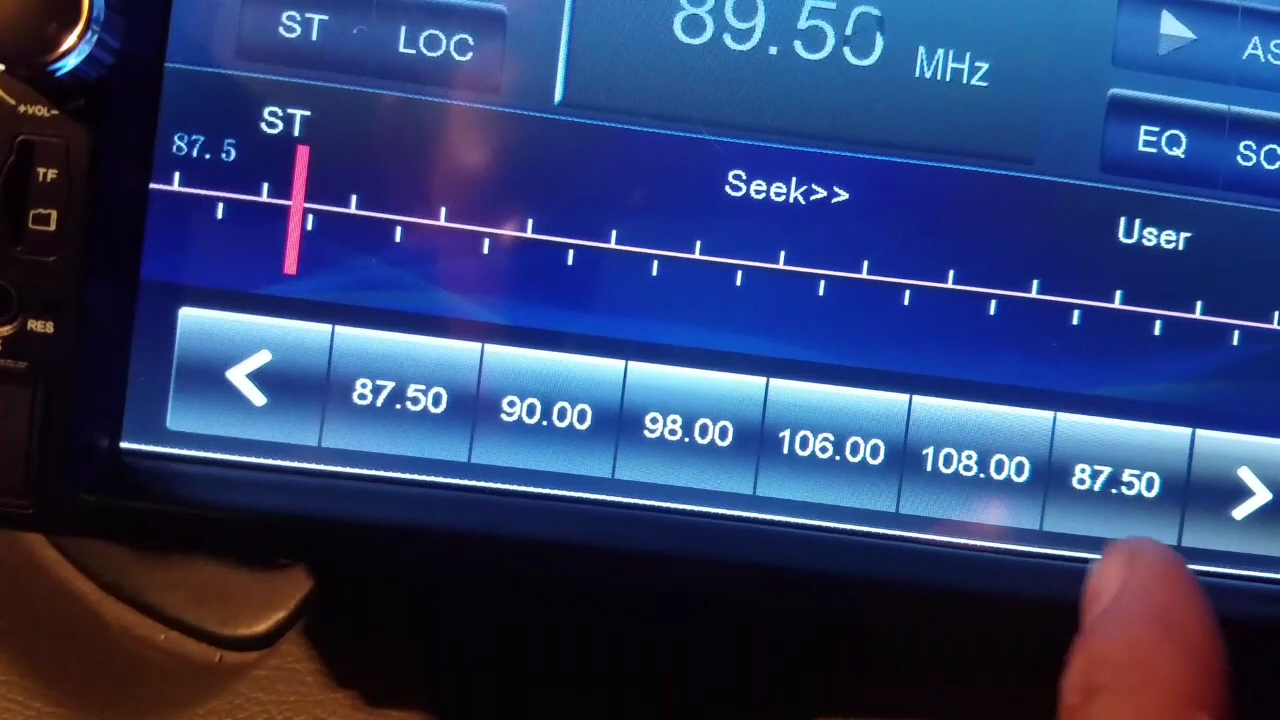 ST LOC
89.50 MHz
EQ
+VOL-
ST
87.5
TF
Seek>>
User
RES
87.50 90.00 98.00 106.00 108.00 87.50